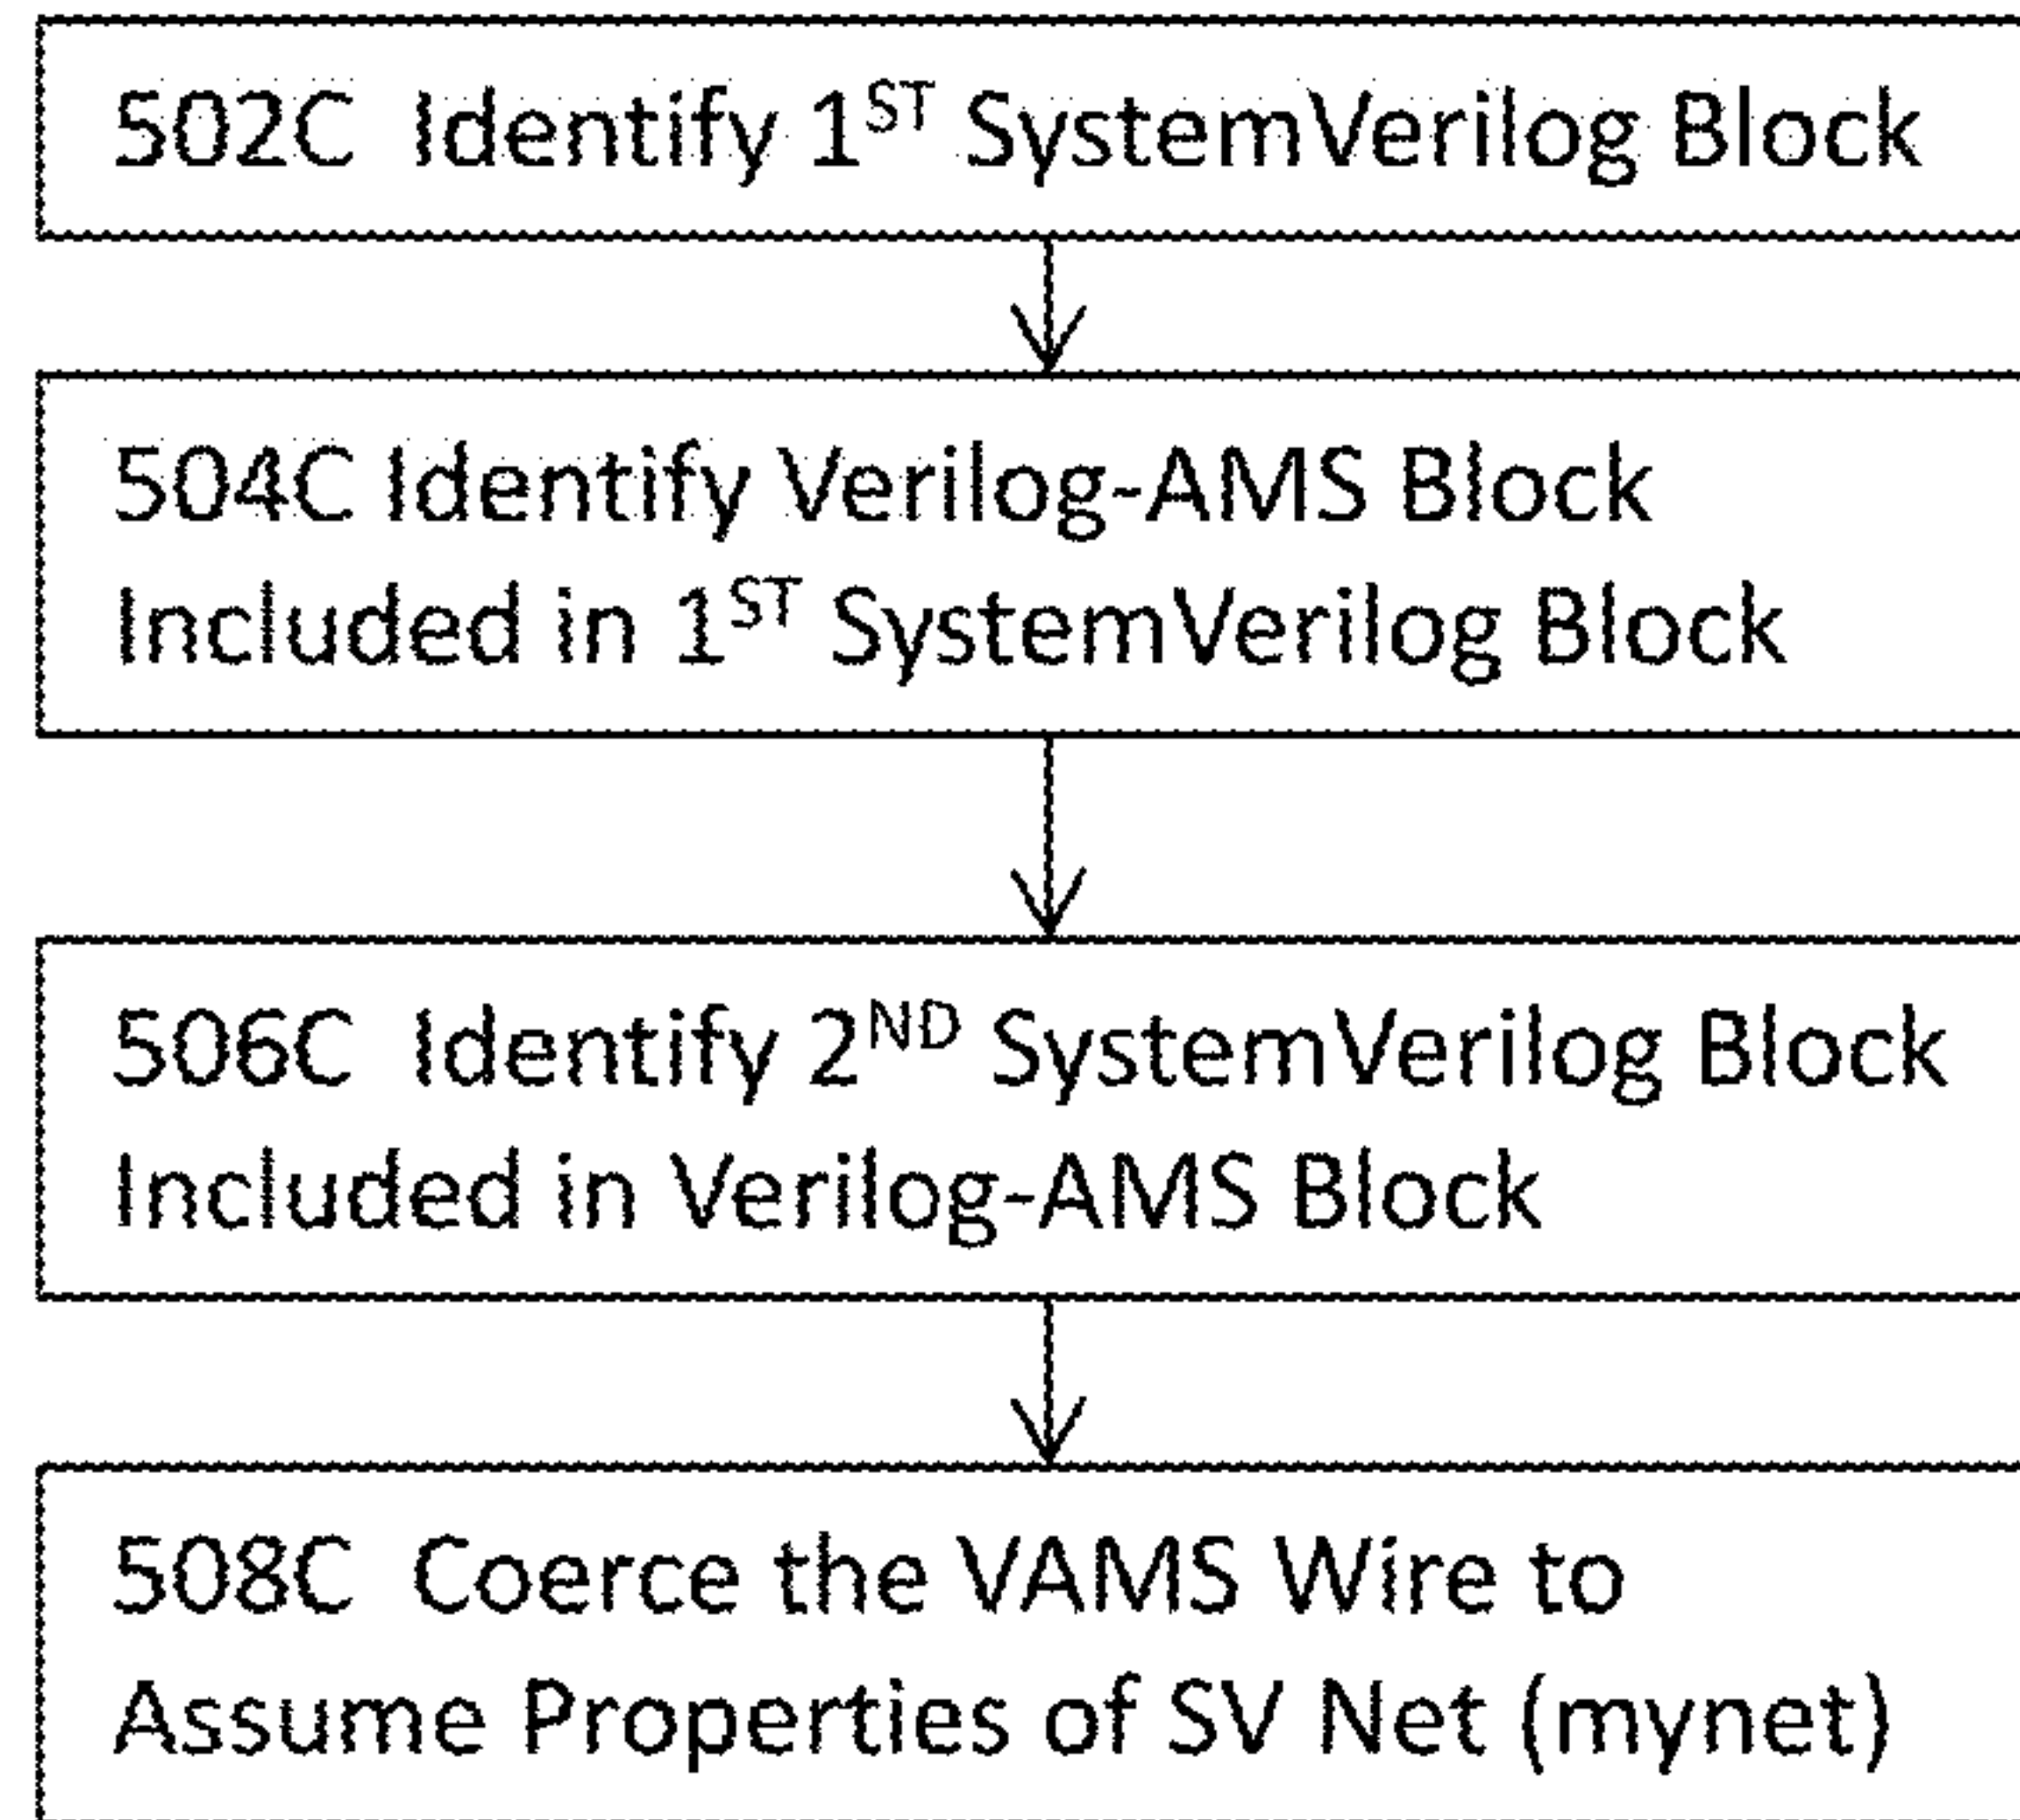 502C Identify 1ST SystemVerilog Block
504C Identify Verilog-AMS Block
Included in 1ST SystemVerilog Block
506C Identify 2ND SystemVerilog Block
Included in Verilog-AMS Block
508C Coerce the VAMS Wire to
Assume Properties of SV Net (mynet)